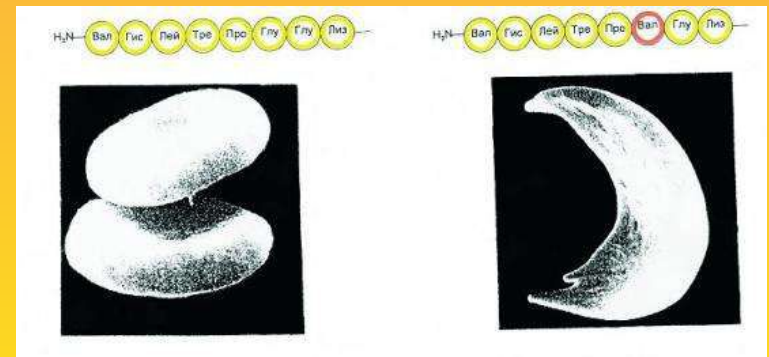 H₂N— Вал Гис Лей Тре Про Глу Глу Лиз
H₂N— Вал Гис Лей Тре Про Вал Глу Лиз